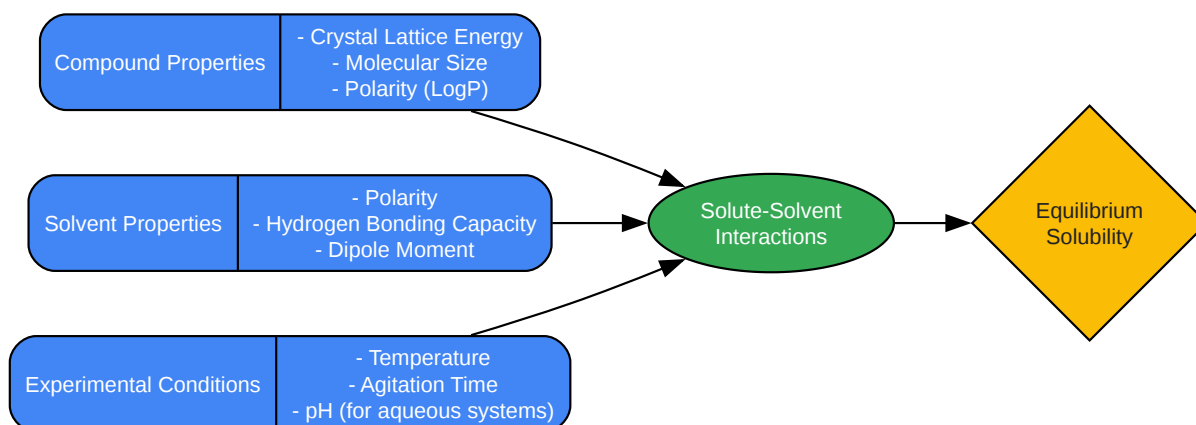 Compound Properties
- Crystal Lattice Energy
- Molecular Size
- Polarity (LogP)
Solvent Properties
- Polarity
- Hydrogen Bonding Capacity
- Dipole Moment
Experimental Conditions
- Temperature
- Agitation Time
- pH (for aqueous systems)
Solute-Solvent
Interactions
Equilibrium
Solubility